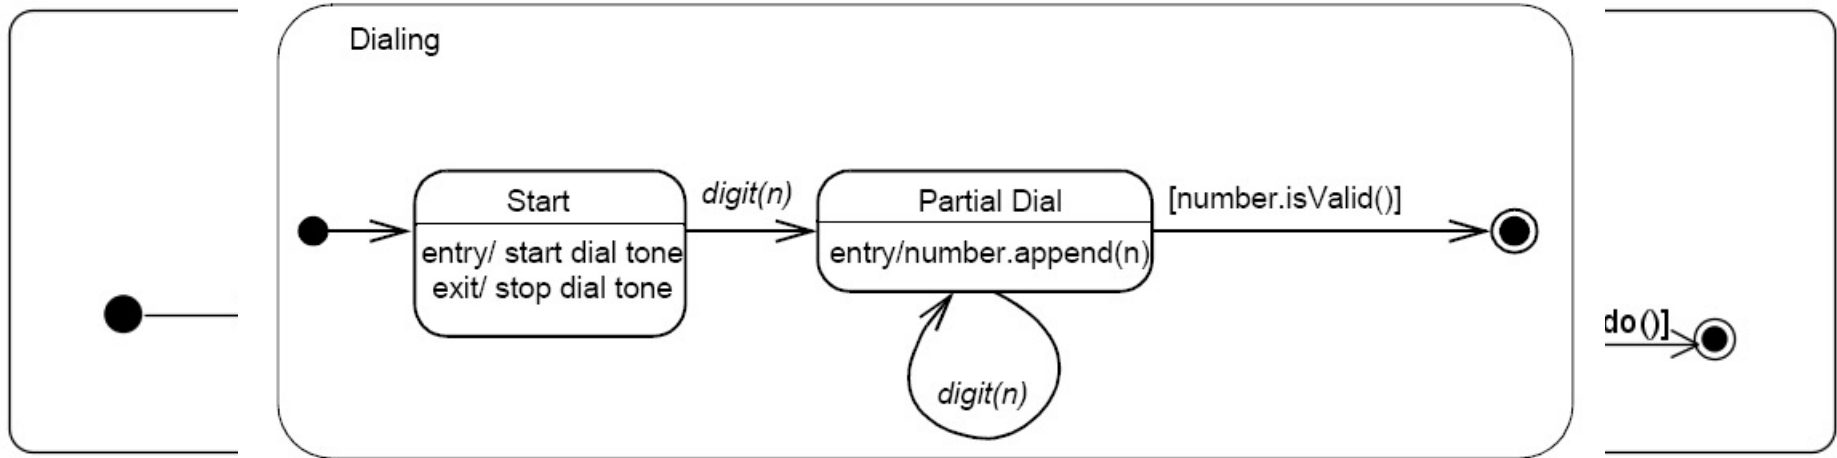 Dialing
Start
entry/ start dial tone
exit/ stop dial tone
digit(n)
Partial Dial
entry/number.append(n)
digit(n)
[number.isValid()]
do()]